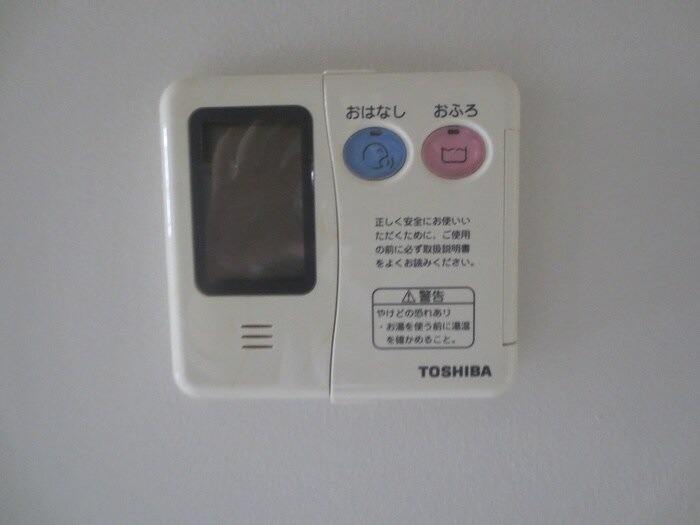 おはなし おふろ
正しく安全にお使いい
ただくために、ご使用
の前に必ず取扱説明書
をよくお読みください。
⚠警告
やけどの恐れあり
・お湯を使う前に湯温
を確かめること。
TOSHIBA